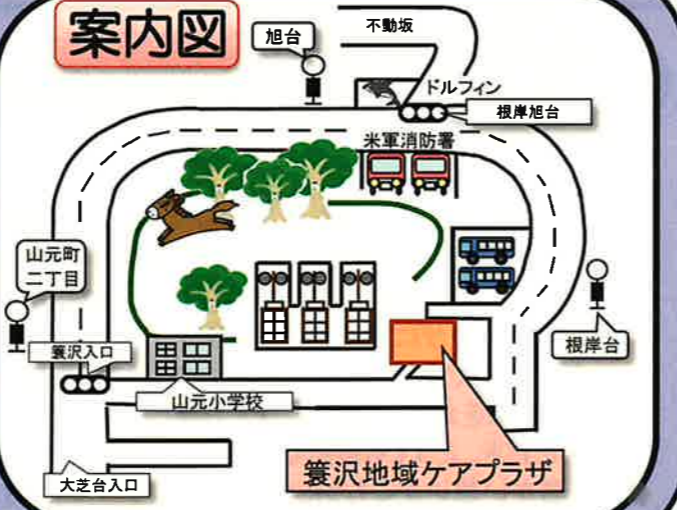 案内図
旭台
不動坂
ドルフィン
根岸旭台
米軍消防署
山元町
二丁目
根岸台
簑沢入口
山元小学校
大芝台入口
簑沢地域ケアプラザ